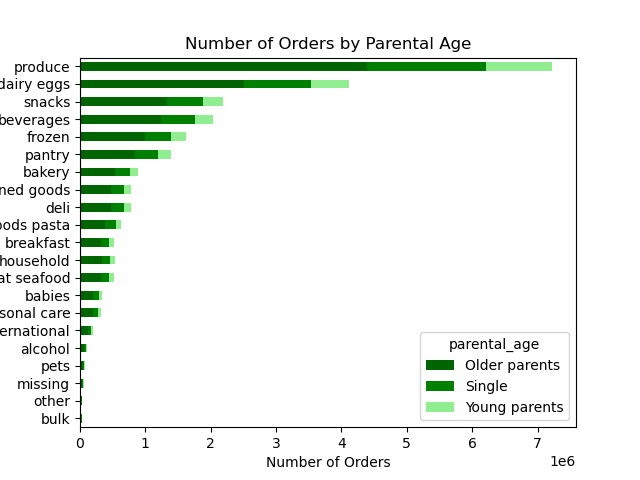 Number of Orders by Parental Age
produce
dairy eggs
snacks
beverages
frozen
pantry
bakery
ned goods
deli
oods pasta
breakfast
household
at seafood
babies
sonal care
ernational
alcohol
pets
missing
other
bulk
parental_age
Older parents
Single
Young parents
0 1 2 3 4 5 6 7
1e6
Number of Orders